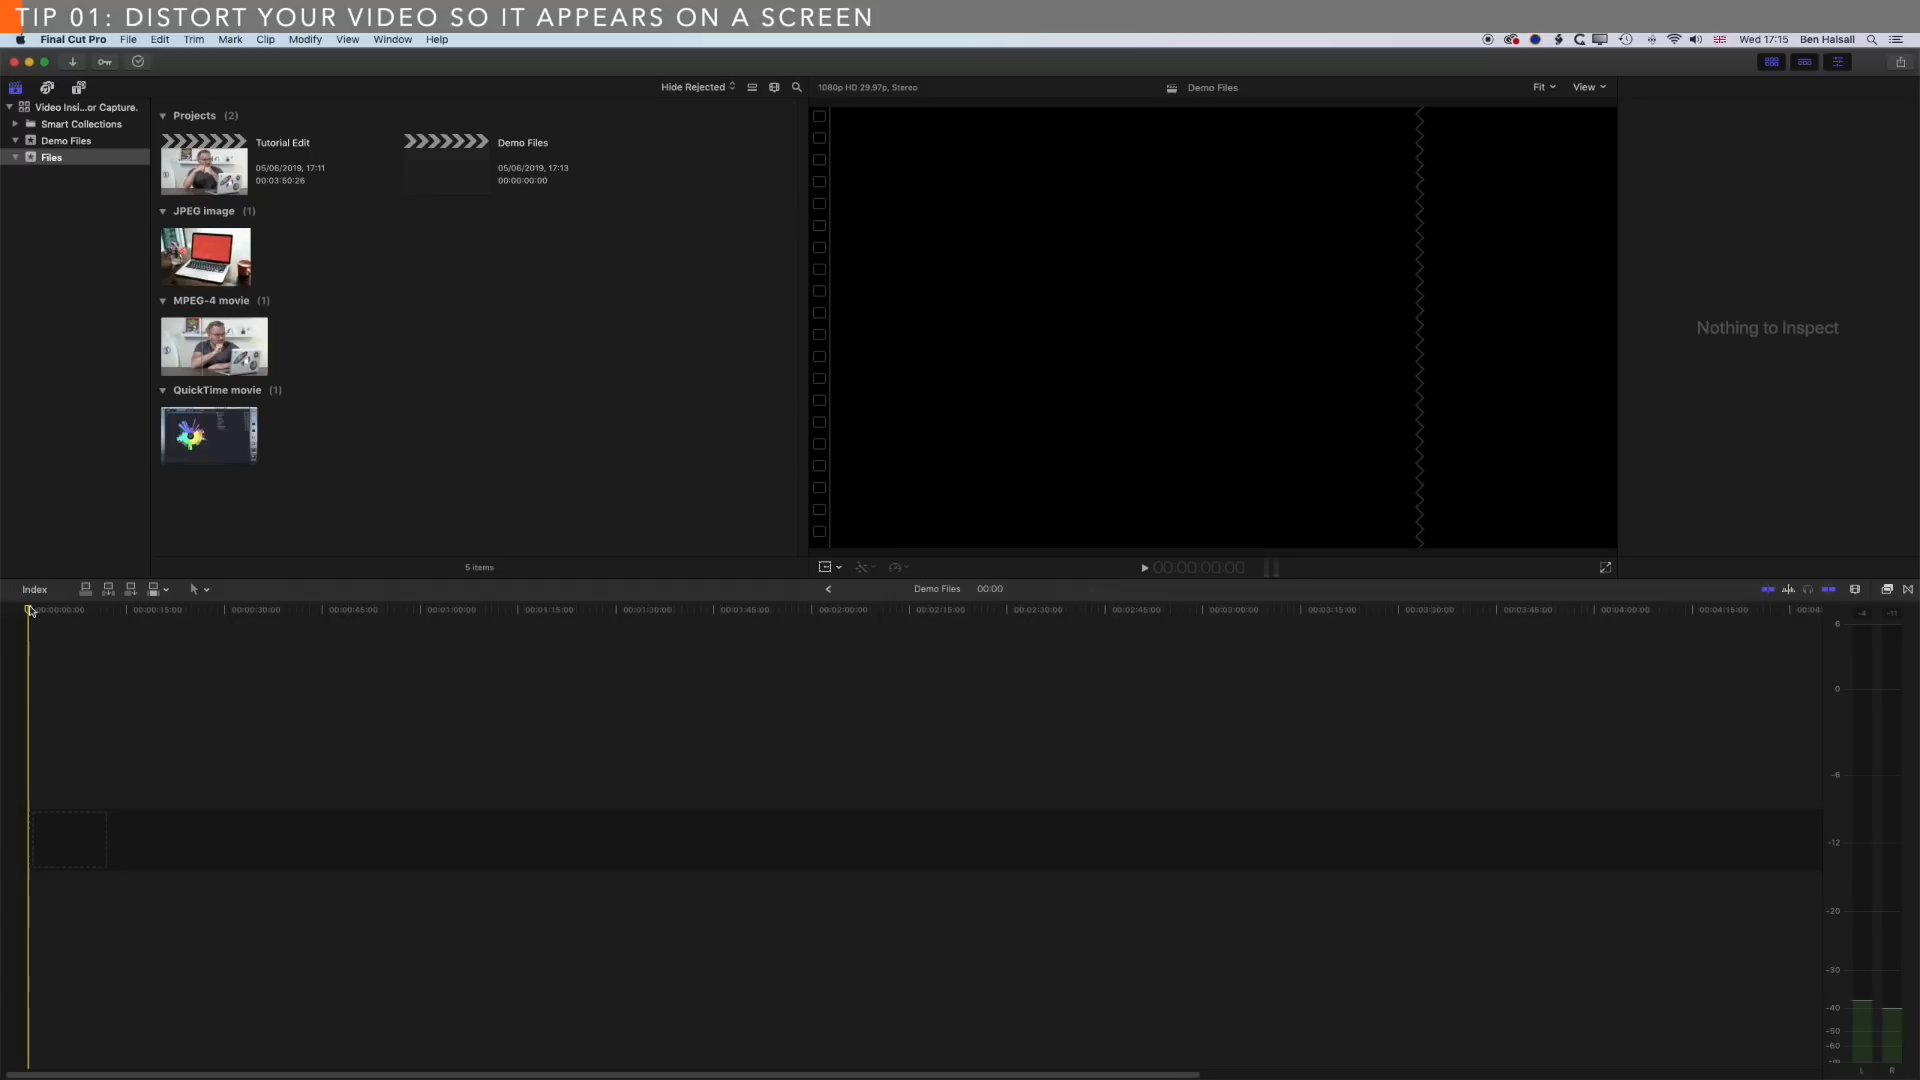 TIP 01: DISTORT YOUR VIDEO SO IT APPEARS ON A SCREEN
Final Cut Pro File Edit Trim Mark Clip Modify View Window Help
Wed 17:15 Ben Halsall
Hide Rejected
1080p HD 29.97p, Stereo
Demo Files
Fit
View
Video Insi...or Capture.
Smart Collections
Demo Files
Files
Projects (2)
Tutorial Edit
05/06/2019, 17:11
00:03:50:26
Demo Files
05/06/2019, 17:13
00:00:00:00
JPEG image (1)
MPEG-4 movie (1)
QuickTime movie (1)
5 items
Nothing to Inspect
00:00:00:00
Index
Demo Files 00:00
00:00:00:00 00:00:15:00 00:00:30:00 00:00:45:00 00:01:00:00 00:01:15:00 00:01:30:00 00:01:45:00 00:02:00:00 00:02:15:00 00:02:30:00 00:02:45:00 00:03:00:00 00:03:15:00 00:03:30:00 00:03:45:00 00:04:00:00 00:04:15:00 00:04:
-4 -11
6
0
-6
-12
-20
-30
-40
-50
-60
-∞
L R